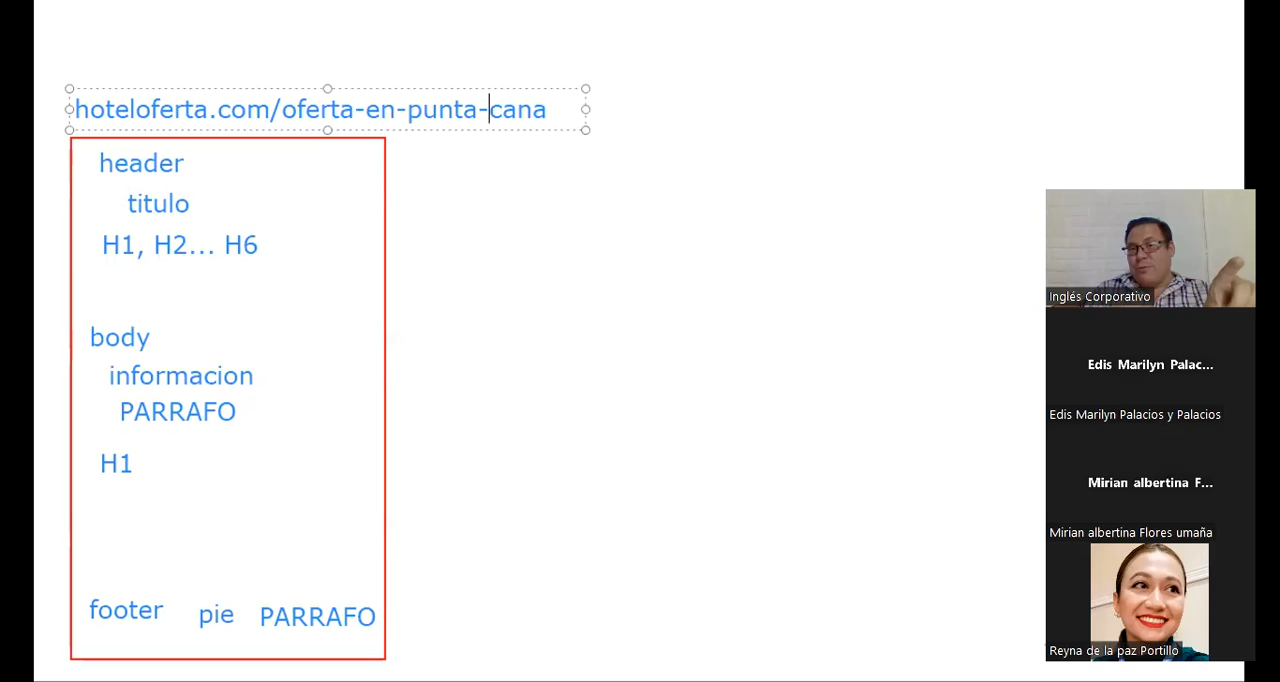 hoteloferta.com/oferta-en-punta-cana
header
titulo
H1, H2... H6
body
informacion
PARRAFO
H1
footer pie PARRAFO
Inglés Corporativo
Edis Marilyn Palac...
Edis Marilyn Palacios y Palacios
Mirian albertina F...
Mirian albertina Flores umaña
Reyna de la paz Portillo